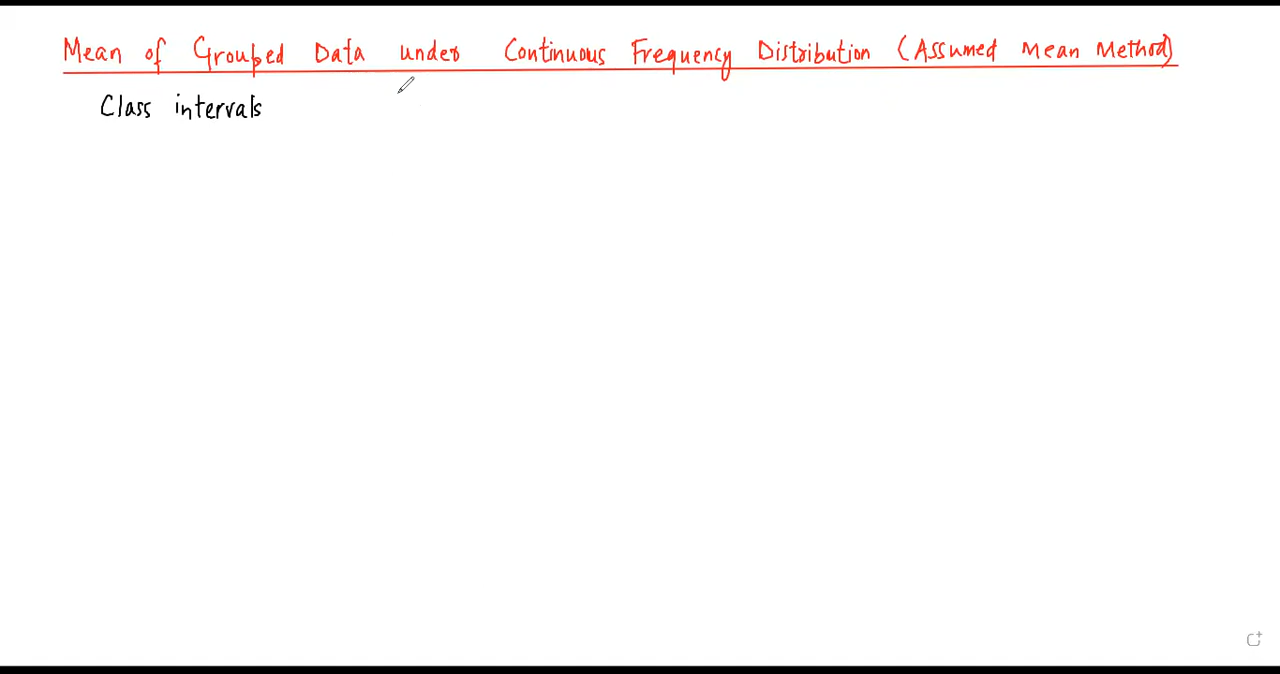 Mean of Grouped Data under Continuous Frequency Distribution (Assumed Mean Method)
Class intervals